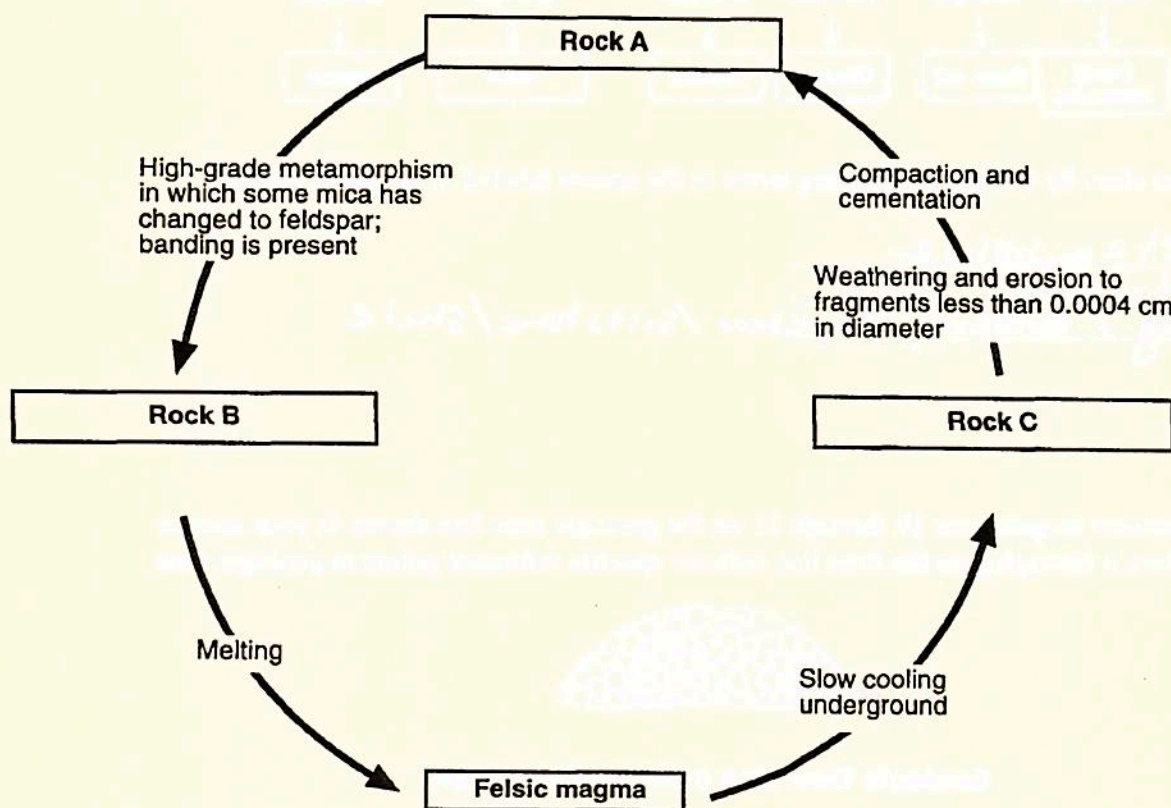 Rock A
High-grade metamorphism
in which some mica has
changed to feldspar;
banding is present
Compaction and
cementation
Weathering and erosion to
fragments less than 0.0004 cm
in diameter
Rock B
Rock C
Melting
Slow cooling
underground
Felsic magma